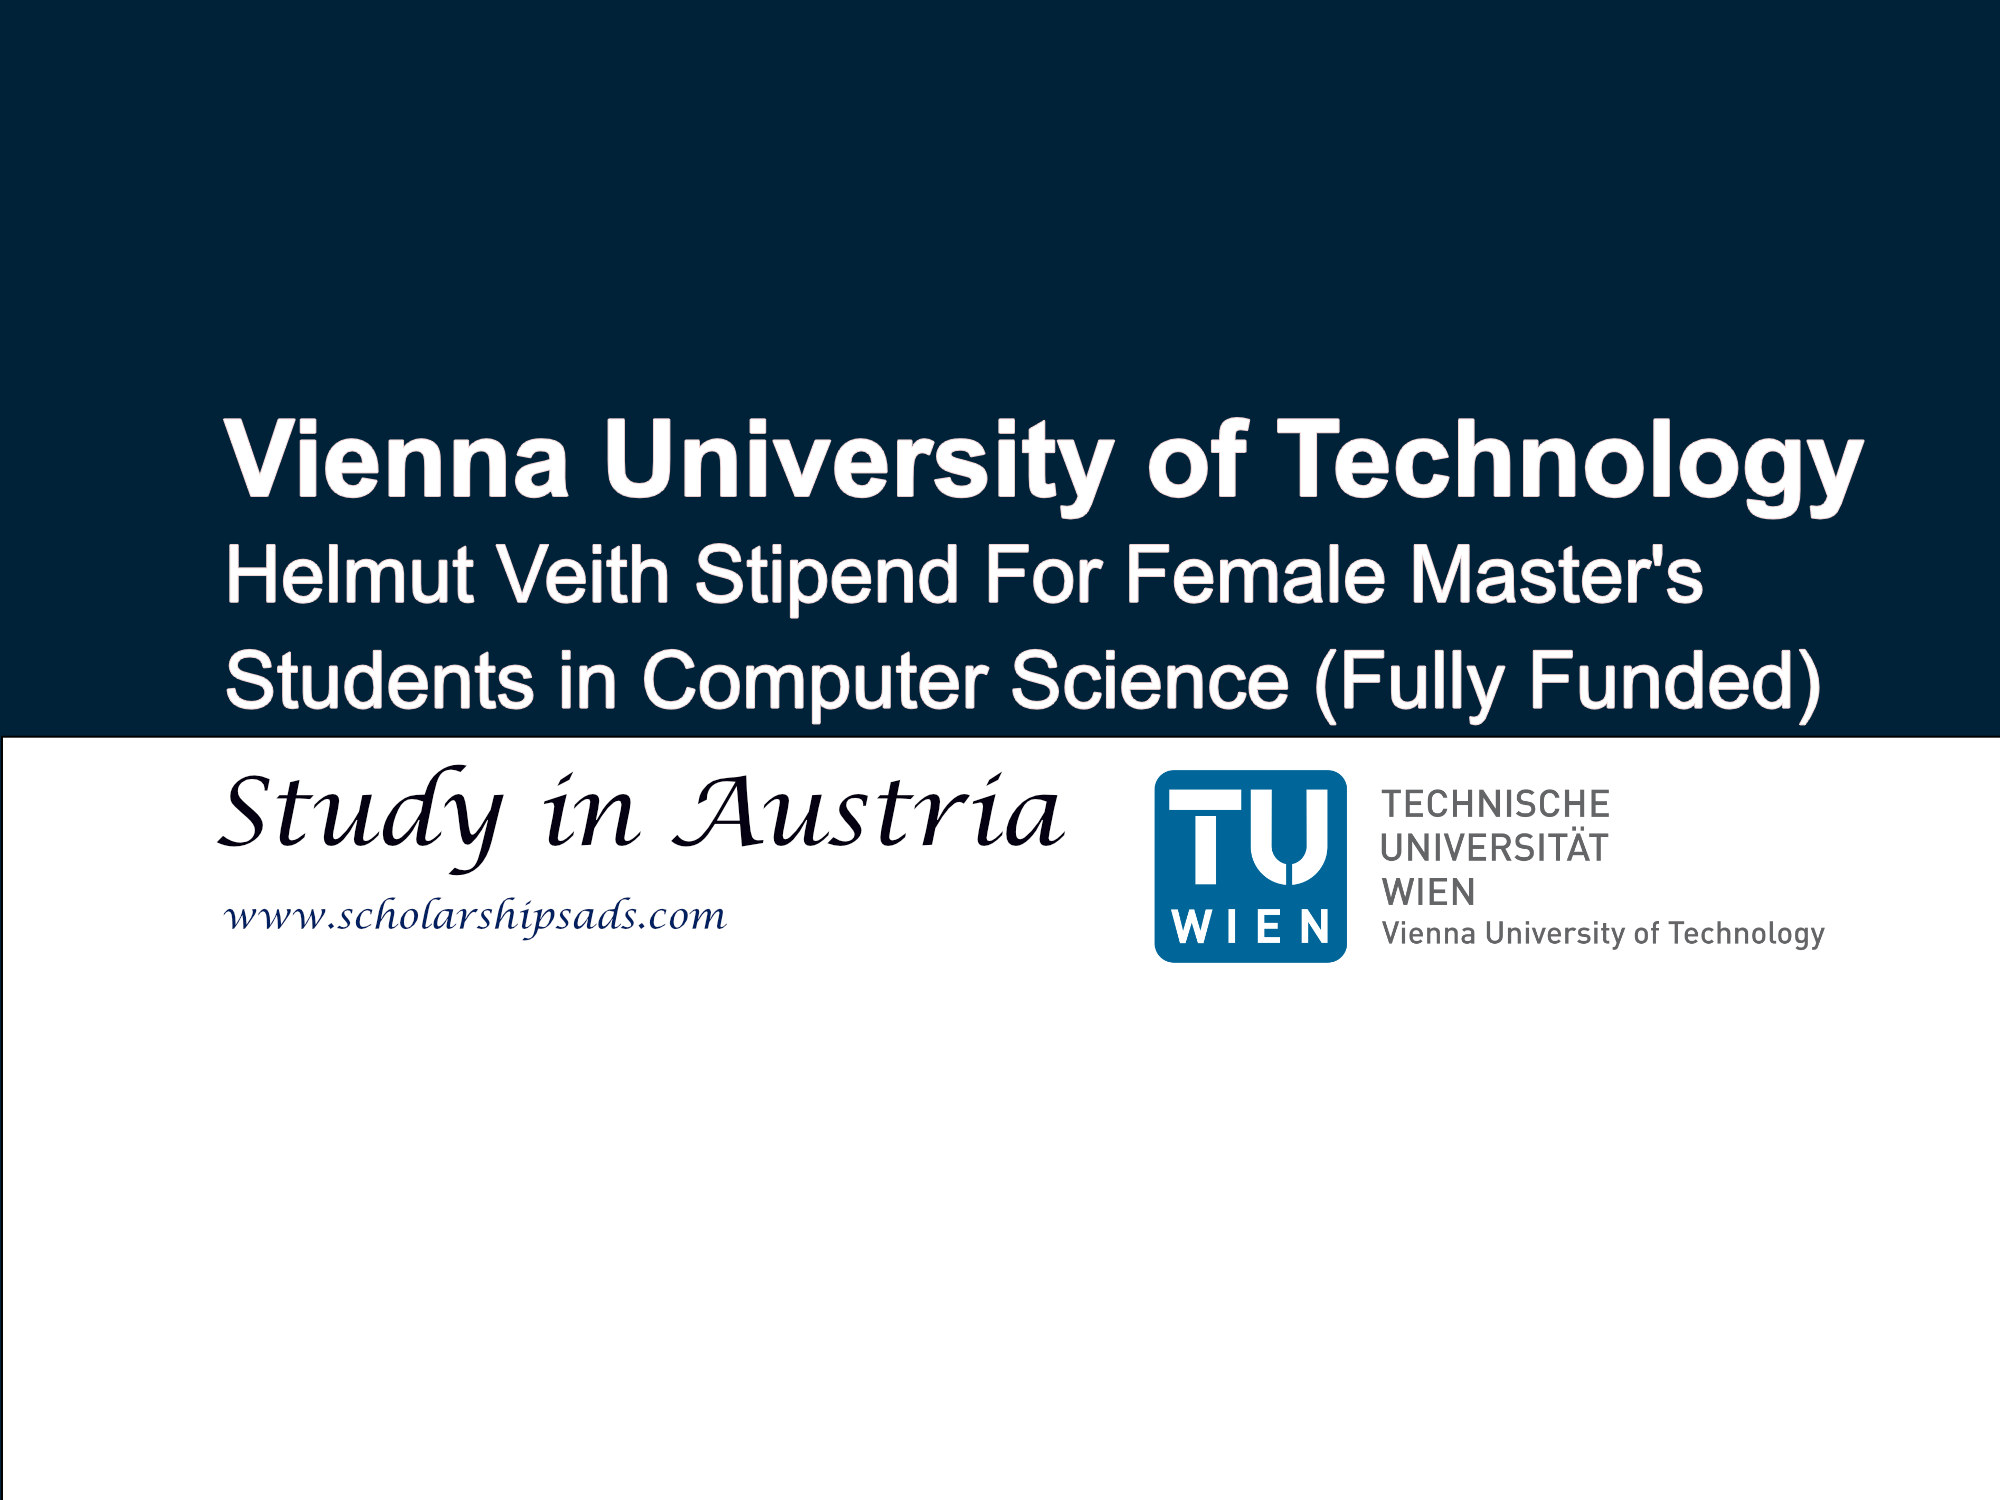 Vienna University of Technology
Helmut Veith Stipend For Female Master's
Students in Computer Science (Fully Funded)
Study in Austria
www.scholarshipsads.com
TU
WIEN
TECHNISCHE
UNIVERSITÄT
WIEN
Vienna University of Technology